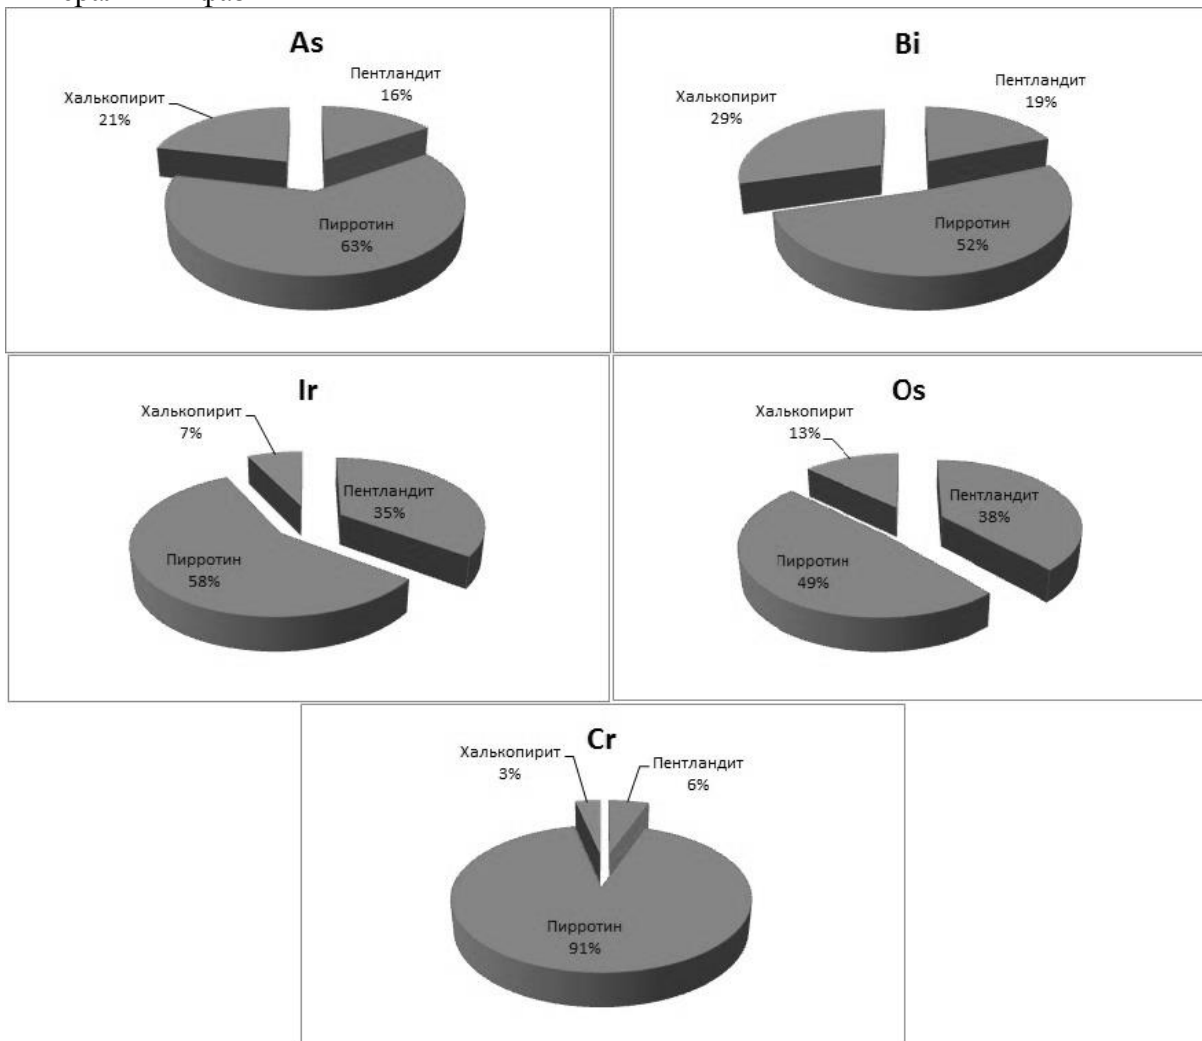 As
Пентландит
16%
Халькопирит
21%
Пирротин
63%
Bi
Пентландит
19%
Халькопирит
29%
Пирротин
52%
Ir
Халькопирит
7%
Пентландит
35%
Пирротин
58%
Os
Халькопирит
13%
Пентландит
38%
Пирротин
49%
Cr
Халькопирит
3%
Пентландит
6%
Пирротин
91%